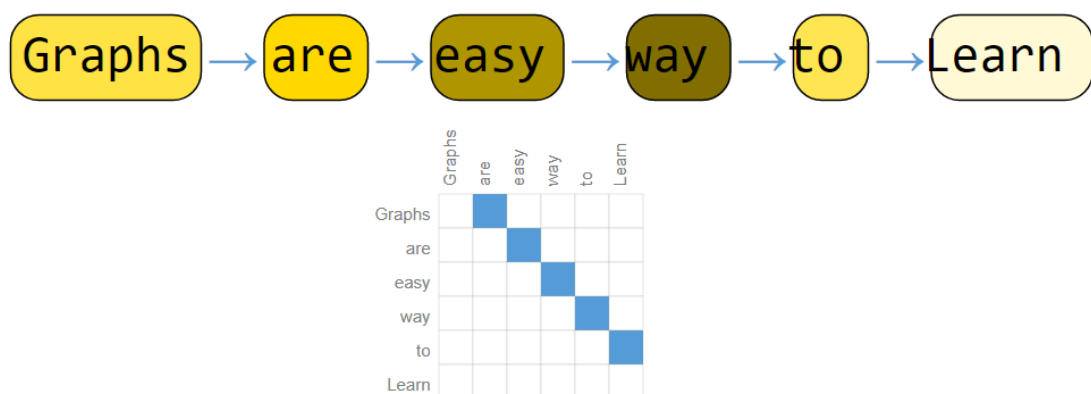 Graphs are easy way to Learn
Graphs are easy way to Learn
Graphs
are
easy
way
to
Learn